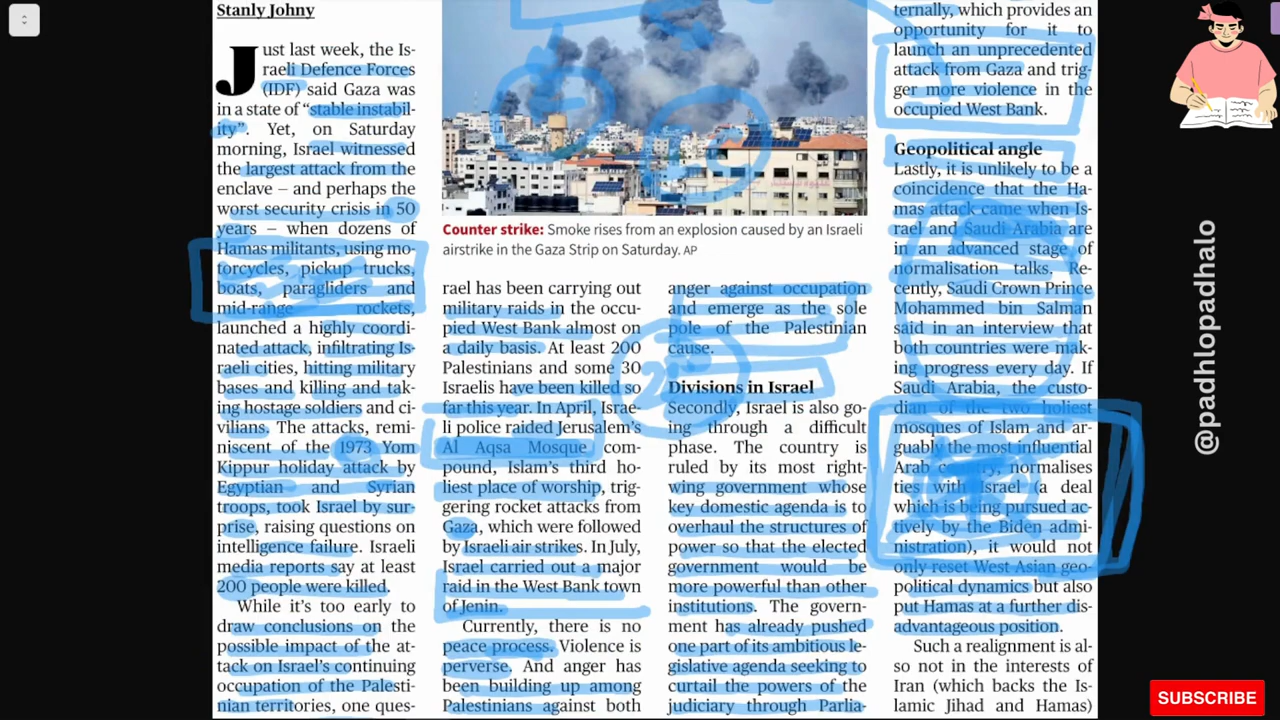 Stanly Johny
Just last week, the Is-
raeli Defence Forces
(IDF) said Gaza was
in a state of “stable instabil-
ity”. Yet, on Saturday
morning, Israel witnessed
the largest attack from the
enclave – and perhaps the
worst security crisis in 50
years – when dozens of
Hamas militants, using mo-
torcycles, pickup trucks,
boats, paragliders and
mid-range rockets,
launched a highly coordi-
nated attack, infiltrating Is-
raeli cities, hitting military
bases and killing and tak-
ing hostage soldiers and ci-
vilians. The attacks, remi-
niscent of the 1973 Yom
Kippur holiday attack by
Egyptian and Syrian
troops, took Israel by sur-
prise, raising questions on
intelligence failure. Israeli
media reports say at least
200 people were killed.
While it’s too early to
draw conclusions on the
possible impact of the at-
tack on Israel’s continuing
occupation of the Palesti-
nian territories, one ques-
Counter strike: Smoke rises from an explosion caused by an Israeli
airstrike in the Gaza Strip on Saturday. AP
rael has been carrying out
military raids in the occu-
pied West Bank almost on
a daily basis. At least 200
Palestinians and some 30
Israelis have been killed so
far this year. In April, Israe-
li police raided Jerusalem’s
Al Aqsa Mosque com-
pound, Islam’s third ho-
liest place of worship, trig-
gering rocket attacks from
Gaza, which were followed
by Israeli air strikes. In July,
Israel carried out a major
raid in the West Bank town
of Jenin.
Currently, there is no
peace process. Violence is
perverse. And anger has
been building up among
Palestinians against both
anger against occupation
and emerge as the sole
pole of the Palestinian
cause.
Divisions in Israel
Secondly, Israel is also go-
ing through a difficult
phase. The country is
ruled by its most right-
wing government whose
key domestic agenda is to
overhaul the structures of
power so that the elected
government would be
more powerful than other
institutions. The govern-
ment has already pushed
one part of its ambitious le-
gislative agenda seeking to
curtail the powers of the
judiciary through Parlia-
ternally, which provides an
opportunity for it to
launch an unprecedented
attack from Gaza and trig-
ger more violence in the
occupied West Bank.
Geopolitical angle
Lastly, it is unlikely to be a
coincidence that the Ha-
mas attack came when Is-
rael and Saudi Arabia are
in an advanced stage of
normalisation talks. Re-
cently, Saudi Crown Prince
Mohammed bin Salman
said in an interview that
both countries were mak-
ing progress every day. If
Saudi Arabia, the custo-
dian of the two holiest
mosques of Islam and ar-
guably the most influential
Arab country, normalises
ties with Israel (a deal
which is being pursued ac-
tively by the Biden admi-
nistration), it would not
only reset West Asian geo-
political dynamics but also
put Hamas at a further dis-
advantageous position.
Such a realignment is al-
so not in the interests of
Iran (which backs the Is-
lamic Jihad and Hamas)
@padhlopadhalo
SUBSCRIBE